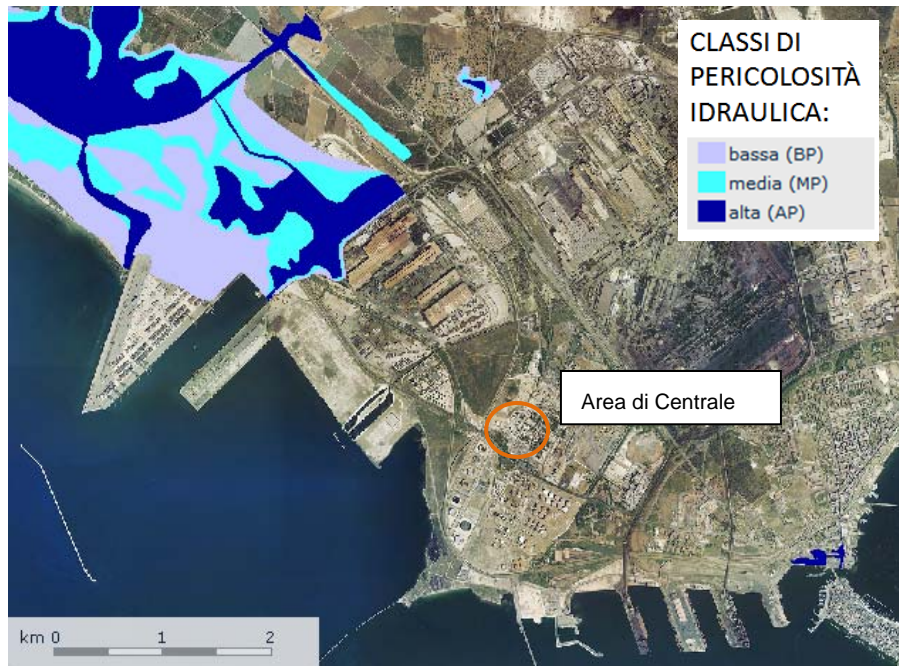 CLASSI DI
PERICOLOSITÀ
IDRAULICA:
bassa (BP)
media (MP)
alta (AP)
Area di Centrale
km 0 1 2